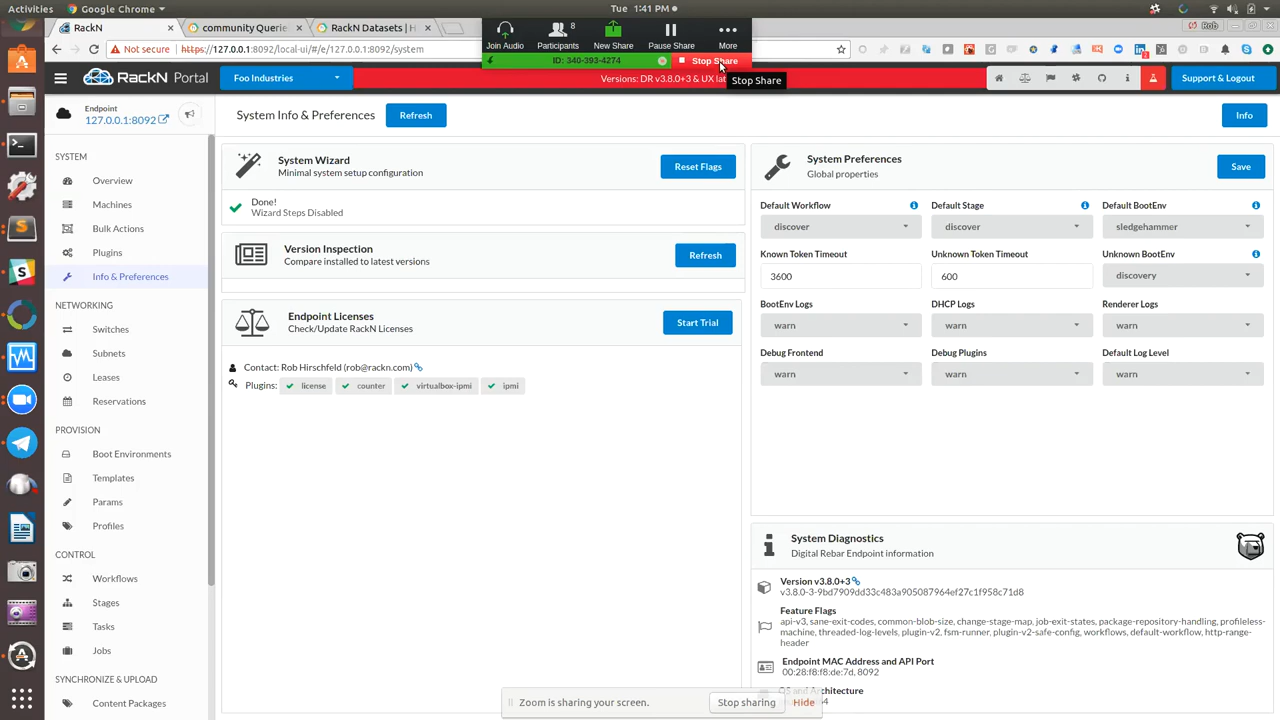 Activities
Google Chrome
Tue 1:41 PM
RackN
community Querie
RackN Datasets | H
Rob
Not secure
https://127.0.0.1:8092/local-ui/#/e/127.0.0.1:8092/system
Join Audio
Participants
8
New Share
Pause Share
More
ID: 340-393-4274
Stop Share
Stop Share
RackN Portal
Foo Industries
Versions: DR v3.8.0+3 & UX lat
Support & Logout
Endpoint
127.0.0.1:8092
System Info & Preferences
Refresh
Info
SYSTEM
Overview
Machines
Bulk Actions
Plugins
Info & Preferences
NETWORKING
Switches
Subnets
Leases
Reservations
PROVISION
Boot Environments
Templates
Params
Profiles
CONTROL
Workflows
Stages
Tasks
Jobs
SYNCHRONIZE & UPLOAD
Content Packages
System Wizard
Minimal system setup configuration
Reset Flags
Done!
Wizard Steps Disabled
Version Inspection
Compare installed to latest versions
Refresh
Endpoint Licenses
Check/Update RackN Licenses
Start Trial
Contact: Rob Hirschfeld (rob@rackn.com)
Plugins: license counter virtualbox-ipmi ipmi
System Preferences
Global properties
Save
Default Workflow Default Stage Default BootEnv
discover discover sledgehammer
Known Token Timeout Unknown Token Timeout Unknown BootEnv
3600 600 discovery
BootEnv Logs DHCP Logs Renderer Logs
warn warn warn
Debug Frontend Debug Plugins Default Log Level
warn warn warn
System Diagnostics
Digital Rebar Endpoint information
Version v3.8.0+3
v3.8.0-3-9bd7909dd33c483a905087964ef27c1f958c71d8
Feature Flags
api-v3, sane-exit-codes, common-blob-size, change-stage-map, job-exit-states, package-repository-handling, profileless-
machine, threaded-log-levels, plugin-v2, fsm-runner, plugin-v2-safe-config, workflows, default-workflow, http-range-
header
Endpoint MAC Address and API Port
00:28:f8:f8:de:7d, 8092
OS and Architecture
Zoom is sharing your screen.
Stop sharing
Hide